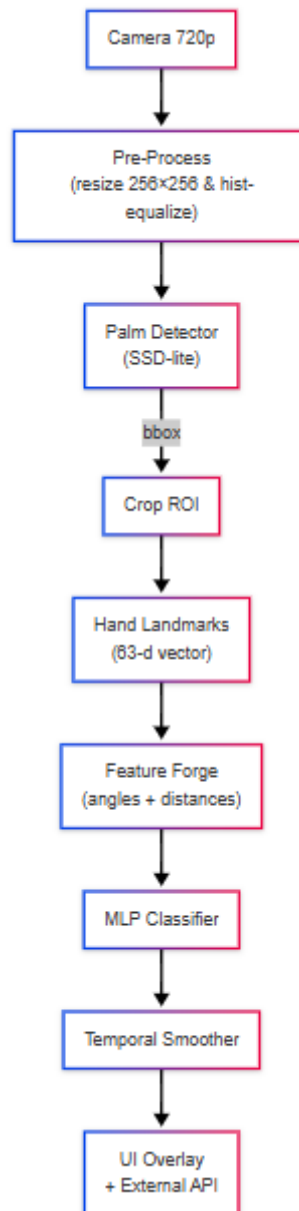 Camera 720p
Pre-Process
(resize 256×256 & hist-
equalize)
Palm Detector
(SSD-lite)
bbox
Crop ROI
Hand Landmarks
(63-d vector)
Feature Forge
(angles + distances)
MLP Classifier
Temporal Smoother
UI Overlay
+ External API